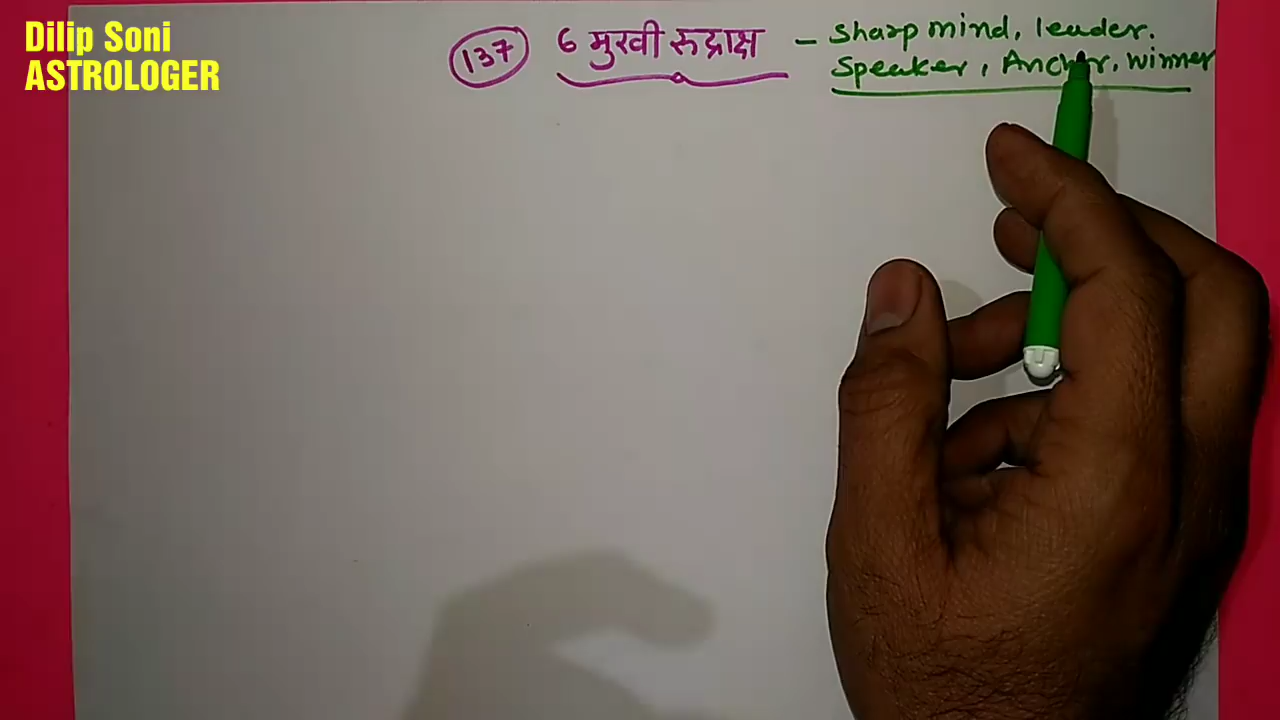 Dilip Soni
ASTROLOGER
137 6 मुखी रुद्राक्ष - Sharp mind, leader.
Speaker, Anchor, winner